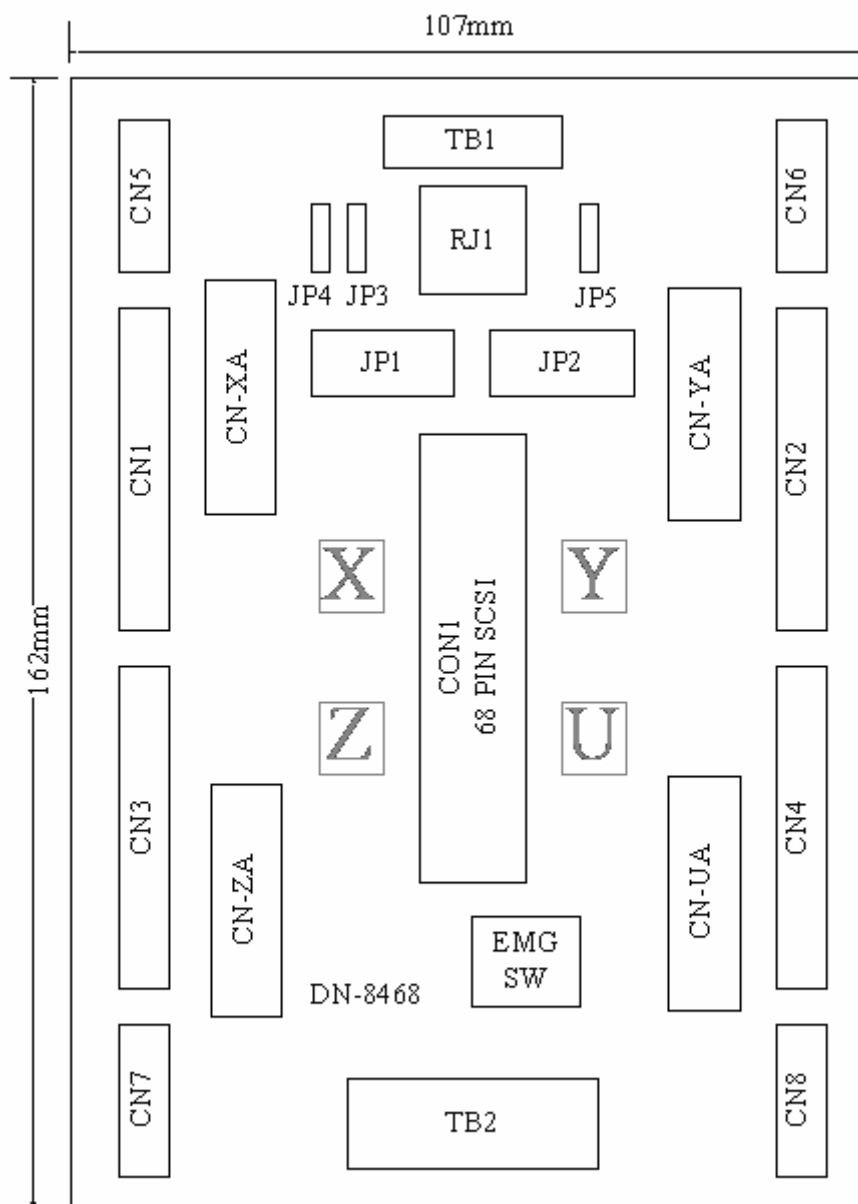 107mm
TB1
CN5
CN6
RJ1
JP4
JP3
JP5
JP1
JP2
CN-XA
CN-YA
CN1
CN2
X
Y
162mm
CON1
68 PIN SCSI
Z
U
CN3
CN4
CN-ZA
CN-UA
EMG
SW
DN-8468
CN7
TB2
CN8